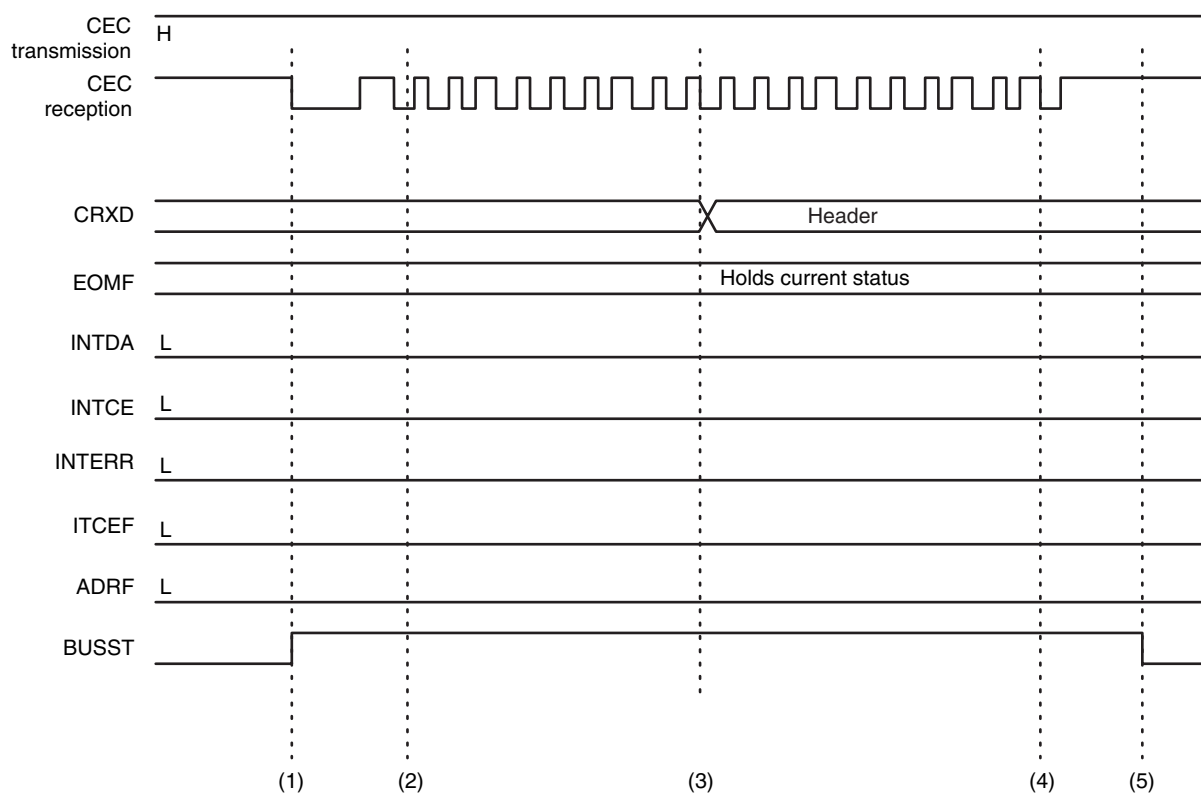 CEC
transmission
H
CEC
reception
CRXD
Header
EOMF
Holds current status
INTDA
L
INTCE
L
INTERR
L
ITCEF
L
ADRF
L
BUSST
(1)
(2)
(3)
(4)
(5)